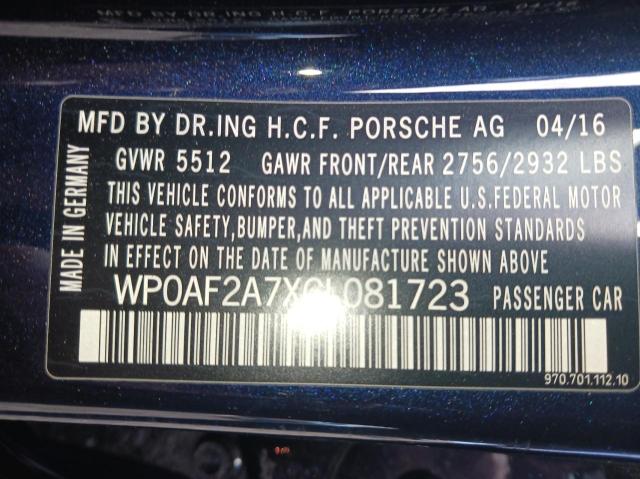 MFD BY DR.ING H.C.F. PORSCHE AG 04/16
GVWR 5512 GAWR FRONT/REAR 2756/2932 LBS
THIS VEHICLE CONFORMS TO ALL APPLICABLE U.S.FEDERAL MOTOR
VEHICLE SAFETY,BUMPER,AND THEFT PREVENTION STANDARDS
IN EFFECT ON THE DATE OF MANUFACTURE SHOWN ABOVE
WP0AF2A7XGL081723 PASSENGER CAR
970.701.112.10
MADE IN GERMANY